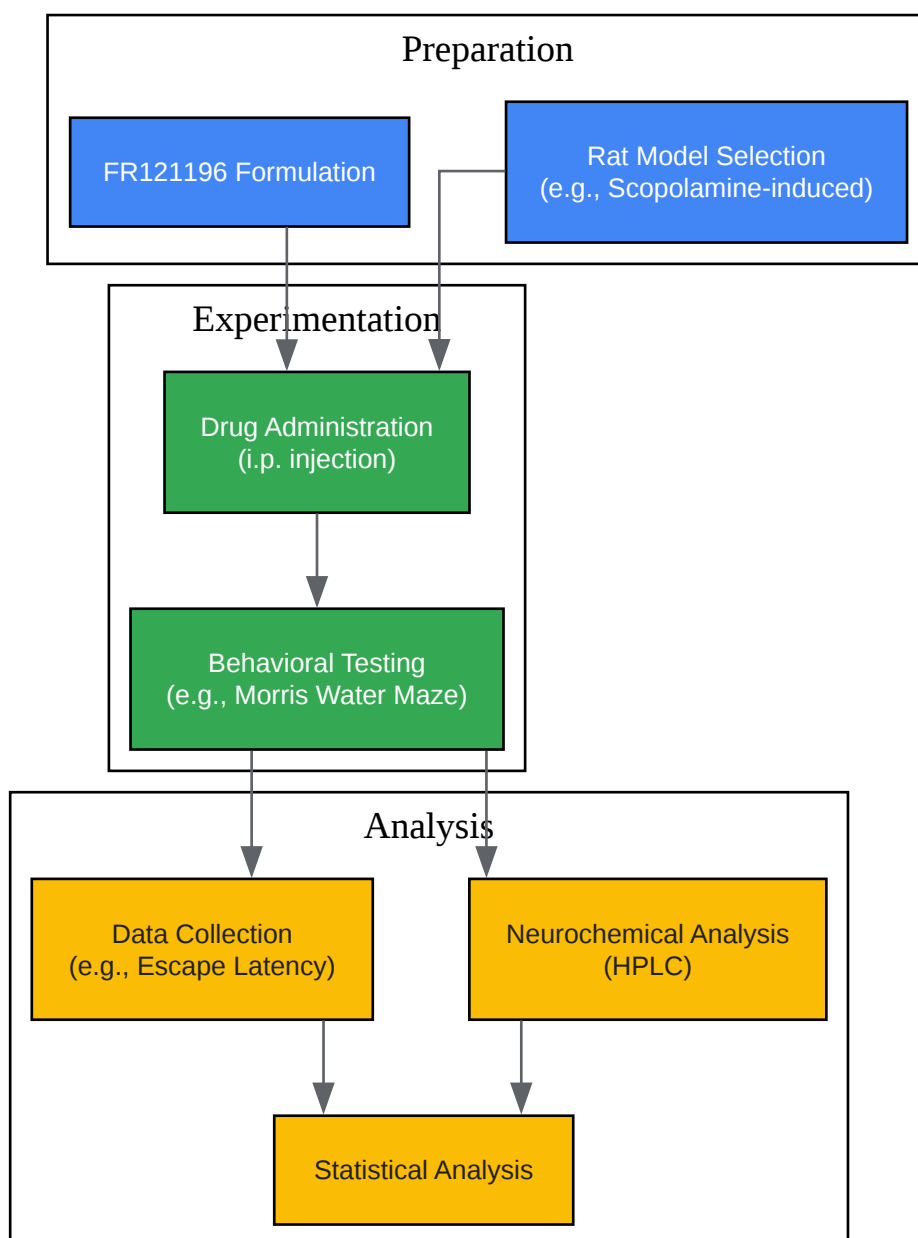 Preparation
FR121196 Formulation
Rat Model Selection
(e.g., Scopolamine-induced)
Experimentation
Drug Administration
(i.p. injection)
Behavioral Testing
(e.g., Morris Water Maze)
Analysis
Data Collection
(e.g., Escape Latency)
Neurochemical Analysis
(HPLC)
Statistical Analysis